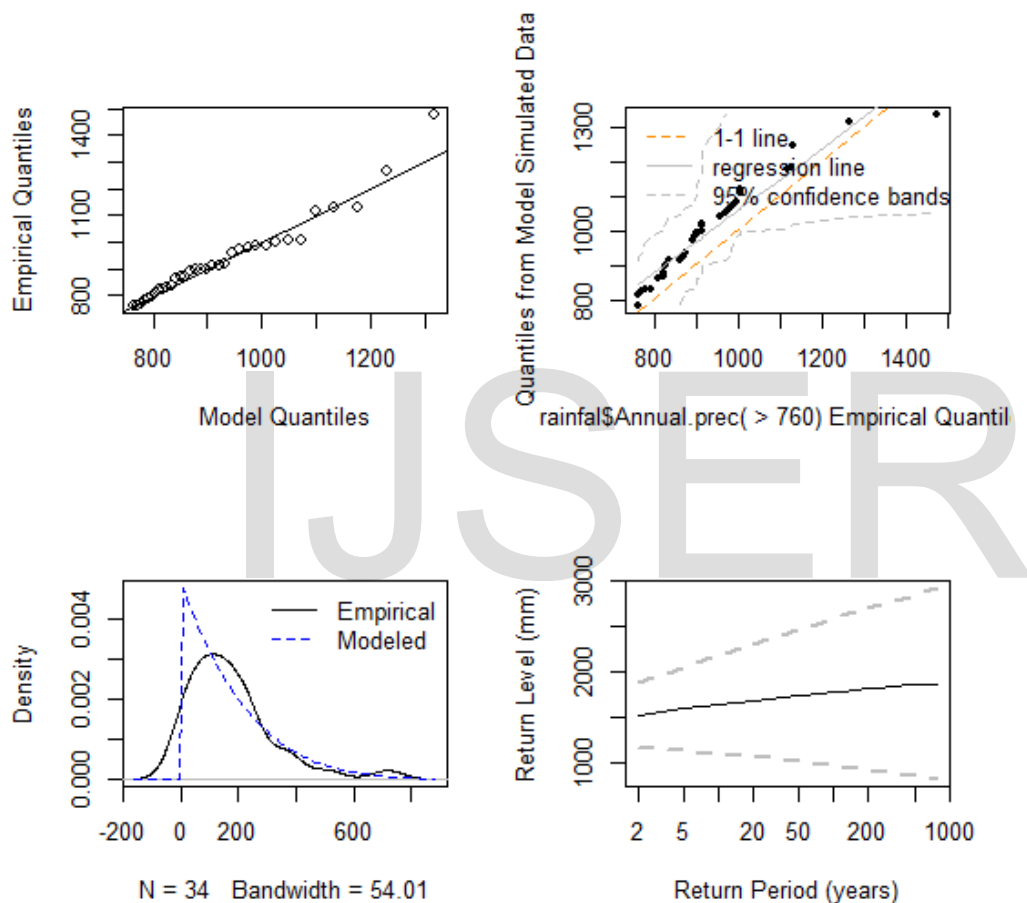 Empirical Quantiles
800
1100
1400
800
1000
1200
Model Quantiles
Quantiles from Model Simulated Data
800
1000
1300
1-1 line
regression line
95% confidence bands
800
1000
1200
1400
rainfal$Annual.prec( > 760) Empirical Quantil
IJSER
Density
0.000
0.002
0.004
Empirical
Modeled
-200
0
200
600
N = 34 Bandwidth = 54.01
Return Level (mm)
1000
2000
3000
2
5
20
50
200
1000
Return Period (years)